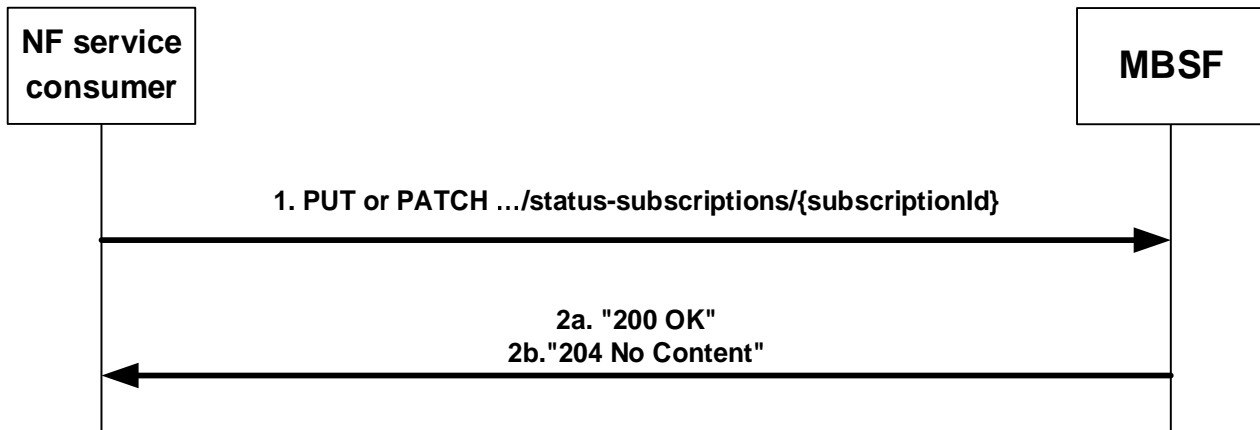 NF service
consumer
MBSF
1. PUT or PATCH …/status-subscriptions/{subscriptionId}
2a. "200 OK"
2b."204 No Content"